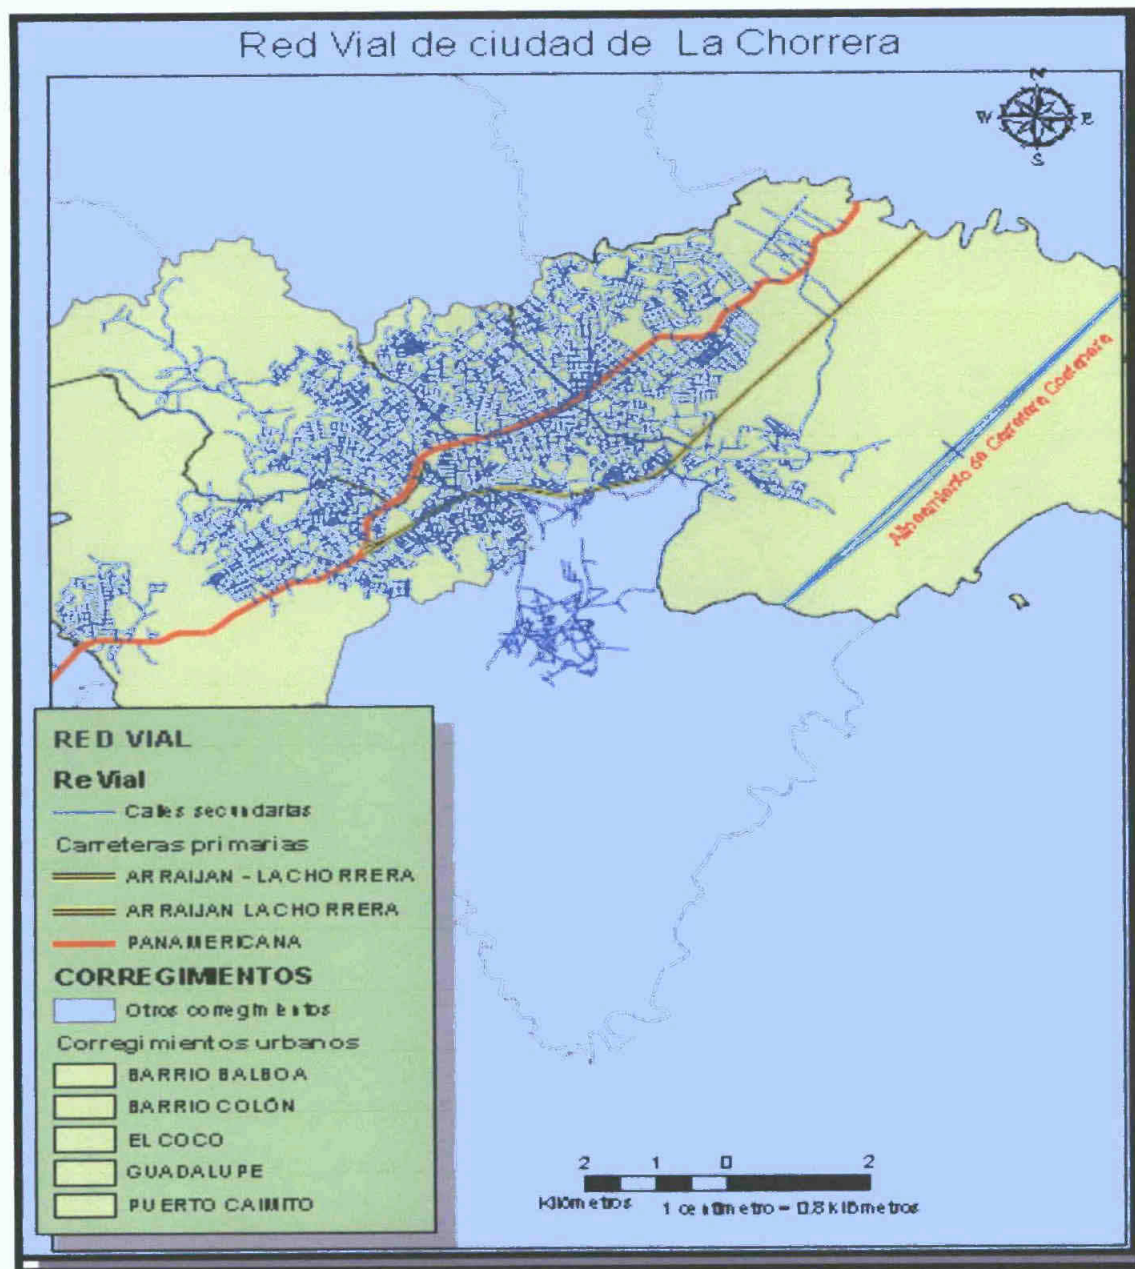 Red Vial de ciudad de La Chorrera
N
W E
S
Alineamiento de Carretera Costanera
RED VIAL
Re Vial
Calles secundarias
Carreteras primarias
ARRAIJAN - LA CHORRERA
ARRAIJAN LA CHORRERA
PANAMERICANA
CORREGIMIENTOS
Otros corregimientos
Corregimientos urbanos
BARRIO BALBOA
BARRIO COLÓN
EL COCO
GUADALUPE
PUERTO CAIMITO
2 1 0 2
Kilómetros
1 centímetro = 0.8 kilómetros